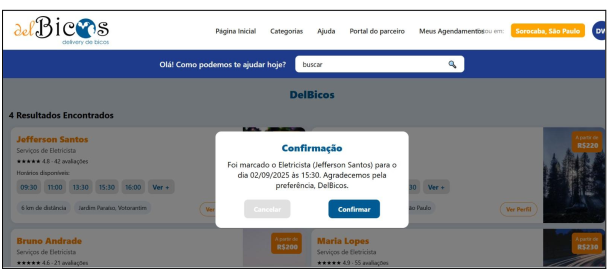 delBicos
delivery de bicos
Página Inicial Categorias Ajuda Portal do parceiro Meus Agendamentos ou em: Sorocaba, São Paulo DV
Olá! Como podemos te ajudar hoje? buscar
DelBicos
4 Resultados Encontrados
Jefferson Santos
Serviços de Eletricista
★★★★★ 4.8 · 42 avaliações
Horários disponíveis:
09:30 11:00 13:30 15:30 16:00 Ver +
6 km de distância Jardim Paraíso, Votorantim
Ver
Confirmação
Foi marcado o Eletricista (Jefferson Santos) para o
dia 02/09/2025 às 15:30. Agradecemos pela
preferência, DelBicos.
Cancelar Confirmar
A partir de
R$220
30 Ver +
São Paulo Ver Perfil
Bruno Andrade
Serviços de Eletricista
★★★★★ 4.6 · 21 avaliações
A partir de
R$200
Maria Lopes
Serviços de Eletricista
★★★★★ 4.9 · 55 avaliações
A partir de
R$230